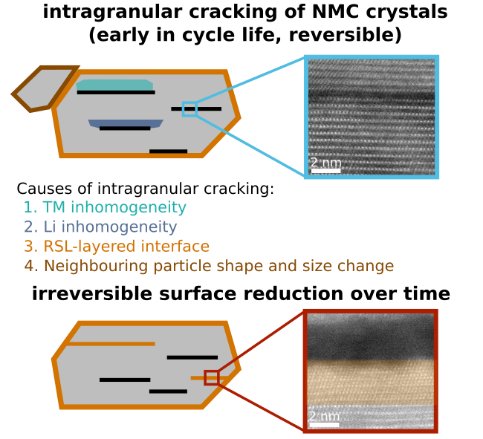 intragranular cracking of NMC crystals
(early in cycle life, reversible)
2 nm
Causes of intragranular cracking:
1. TM inhomogeneity
2. Li inhomogeneity
3. RSL-layered interface
4. Neighbouring particle shape and size change
irreversible surface reduction over time
2 nm